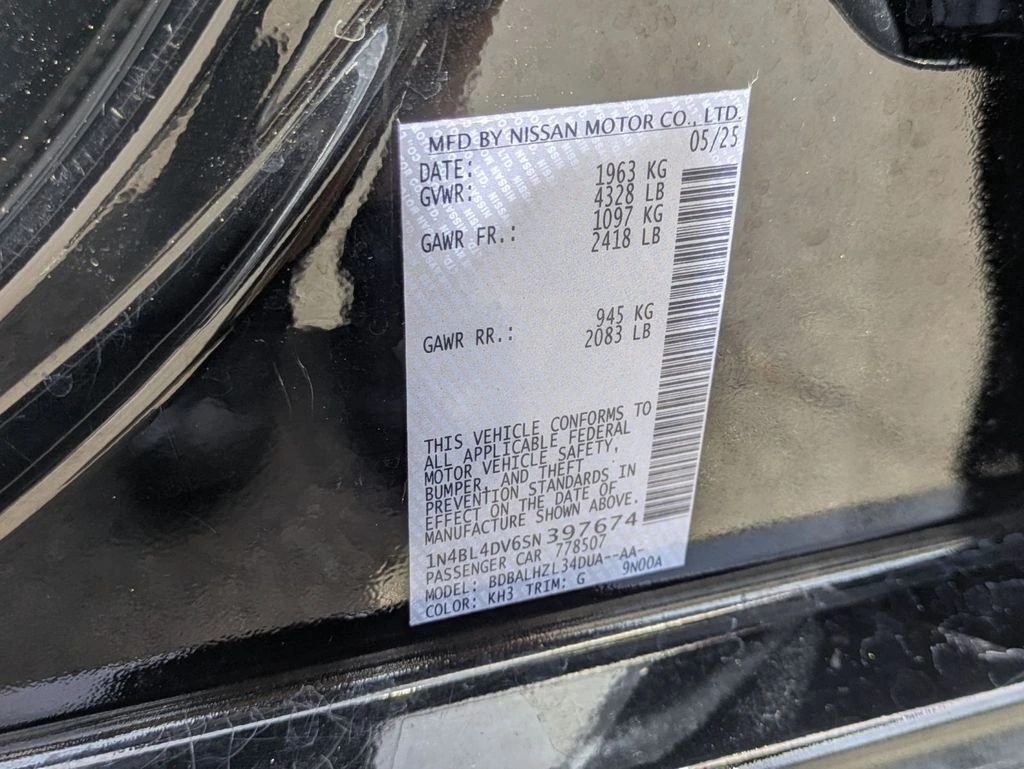 MFD BY NISSAN MOTOR CO., LTD.
DATE: 05/25
GVWR: 1963 KG
4328 LB
GAWR FR.: 1097 KG
2418 LB
GAWR RR.: 945 KG
2083 LB
THIS VEHICLE CONFORMS TO
ALL APPLICABLE FEDERAL
MOTOR VEHICLE SAFETY,
BUMPER, AND THEFT
PREVENTION STANDARDS IN
EFFECT ON THE DATE OF
MANUFACTURE SHOWN ABOVE.
1N4BL4DV6SN397674
PASSENGER CAR 778507
MODEL: BDBALHZL34DUA--AA-
COLOR: KH3 TRIM: G 9N00A